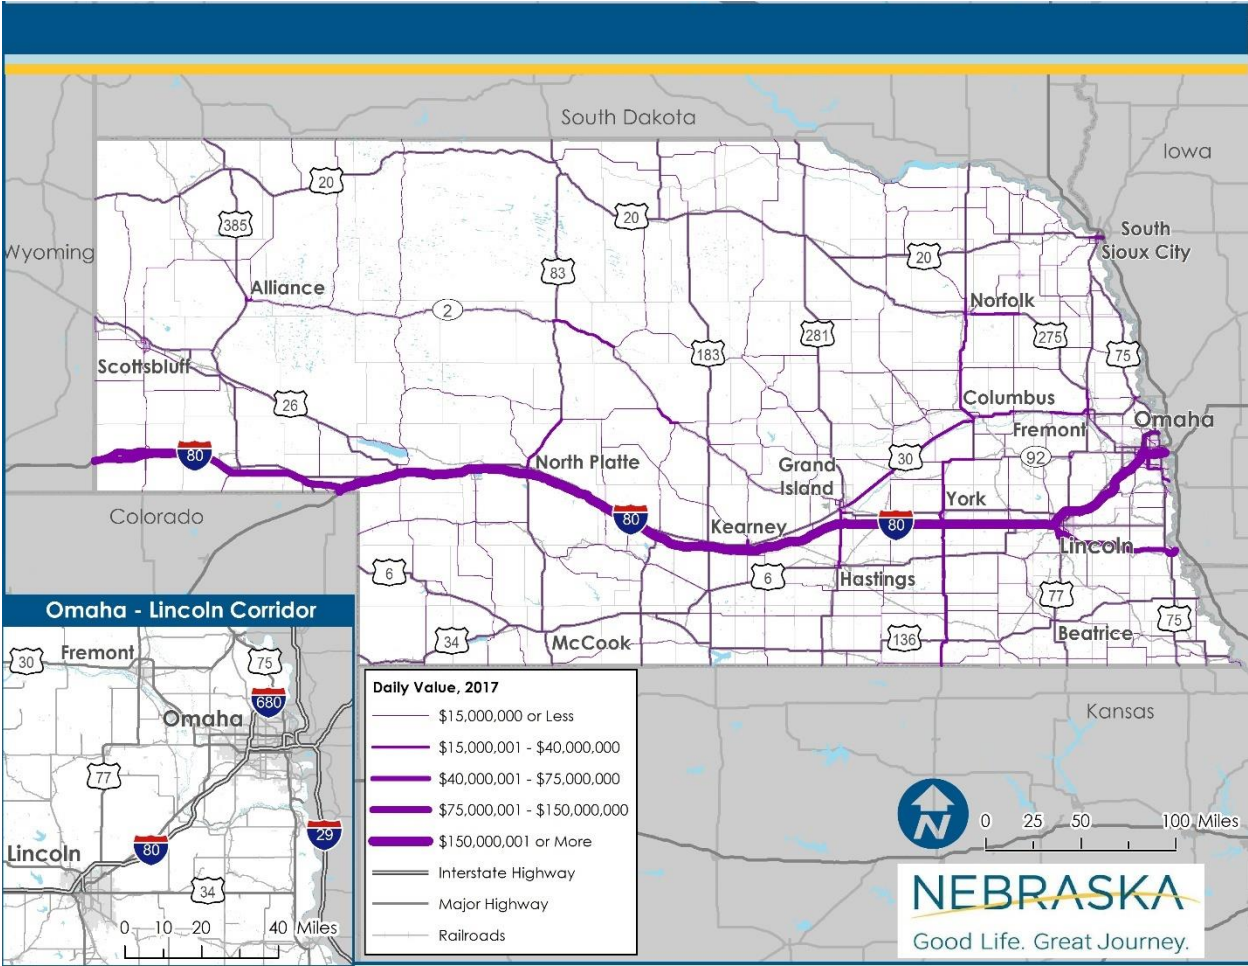 South Dakota
Iowa
20
385
20
South
Sioux City
Wyoming
20
83
Alliance
2
Norfolk
281
275
183
75
Scottsbluff
26
Columbus
Omaha
Fremont
80
North Platte
30
92
Grand
Island
York
Colorado
80
Kearney
80
Lincoln
6
6
Hastings
77
75
34
McCook
136
Beatrice
Kansas
Omaha - Lincoln Corridor
30
Fremont
75
680
Omaha
77
29
80
Lincoln
34
0 10 20 40 Miles
Daily Value, 2017
$15,000,000 or Less
$15,000,001 - $40,000,000
$40,000,001 - $75,000,000
$75,000,001 - $150,000,000
$150,000,001 or More
Interstate Highway
Major Highway
Railroads
N
0 25 50 100 Miles
NEBRASKA
Good Life. Great Journey.